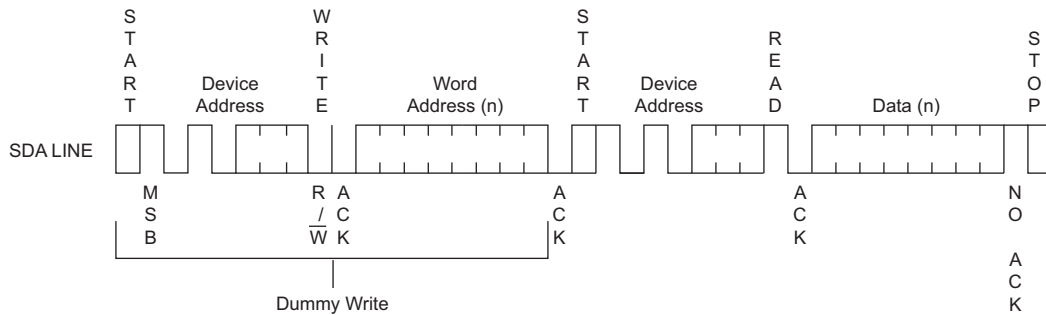 START
WRITE
START
READ
STOP
Device
Address
Word
Address (n)
Device
Address
Data (n)
SDA LINE
MSB
R/W̅
ACK
ACK
ACK
NO ACK
Dummy Write